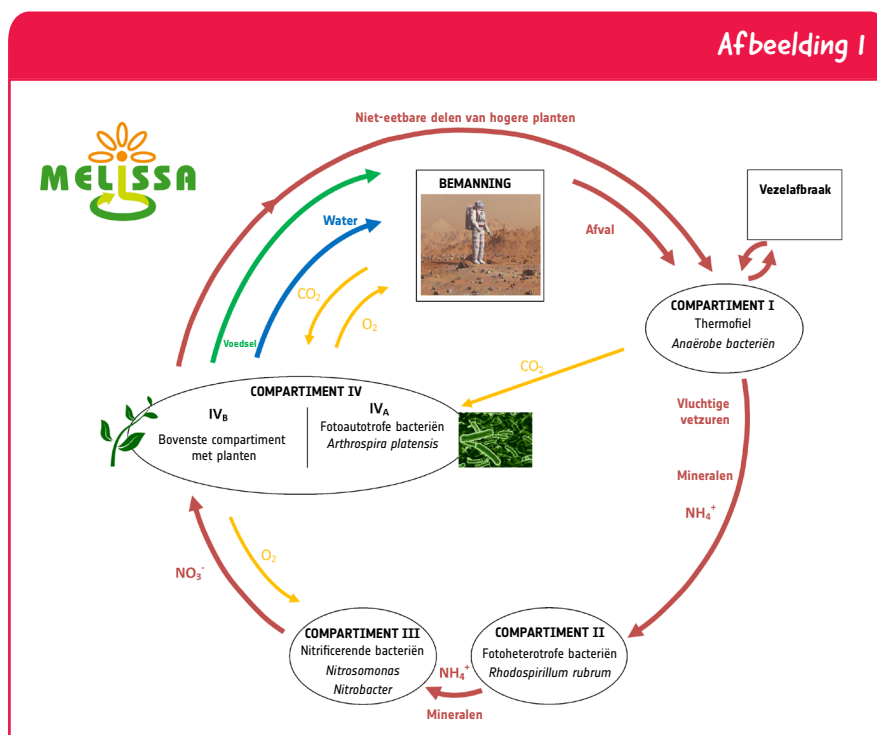 Afbeelding 1
Niet-eetbare delen van hogere planten
MELISSA
BEMANNING
Vezelafbraak
Water
Afval
CO₂
O₂
Voedsel
COMPARTIMENT I
Thermofiel
Anaërobe bacteriën
CO₂
COMPARTIMENT IV
IV_B
Bovenste compartiment
met planten
IV_A
Fotoautotrofe bacteriën
Arthrospira platensis
Vluchtige
vetzuren
Mineralen
NH₄⁺
O₂
NO₃⁻
COMPARTIMENT III
Nitrificerende bacteriën
Nitrosomonas
Nitrobacter
COMPARTIMENT II
Fotoheterotrofe bacteriën
Rhodospirillum rubrum
NH₄⁺
Mineralen